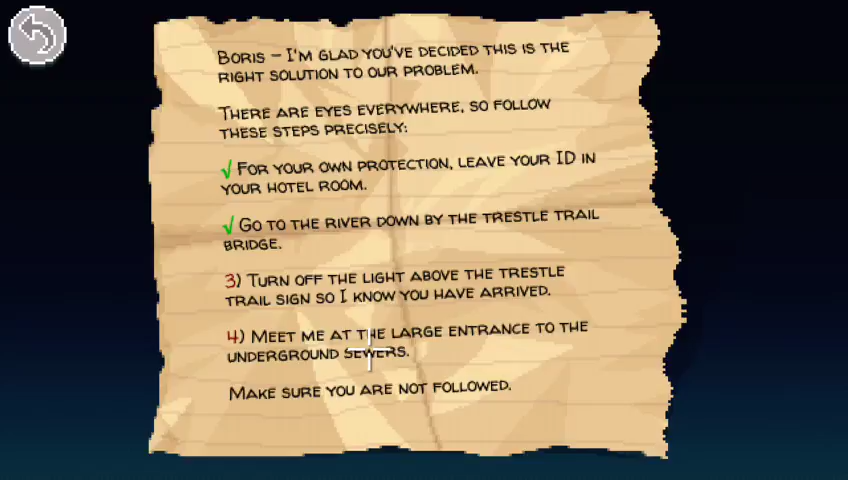 Boris – I'm glad you've decided this is the
right solution to our problem.
There are eyes everywhere, so follow
these steps precisely:
√ For your own protection, leave your ID in
your hotel room.
√ Go to the river down by the trestle trail
bridge.
3) Turn off the light above the trestle
trail sign so I know you have arrived.
4) Meet me at the large entrance to the
underground sewers.
Make sure you are not followed.